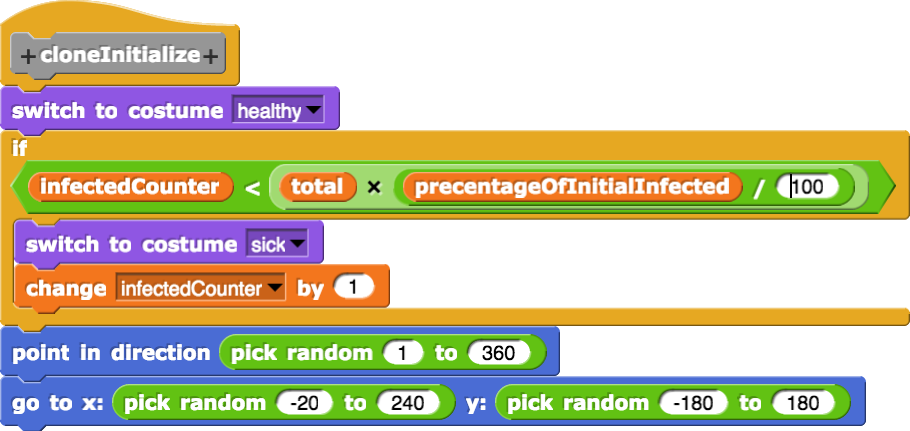 +cloneInitialize+
switch to costume healthy
if
infectedCounter < total × precentageOfInitialInfected / 100
switch to costume sick
change infectedCounter by 1
point in direction pick random 1 to 360
go to x: pick random -20 to 240 y: pick random -180 to 180